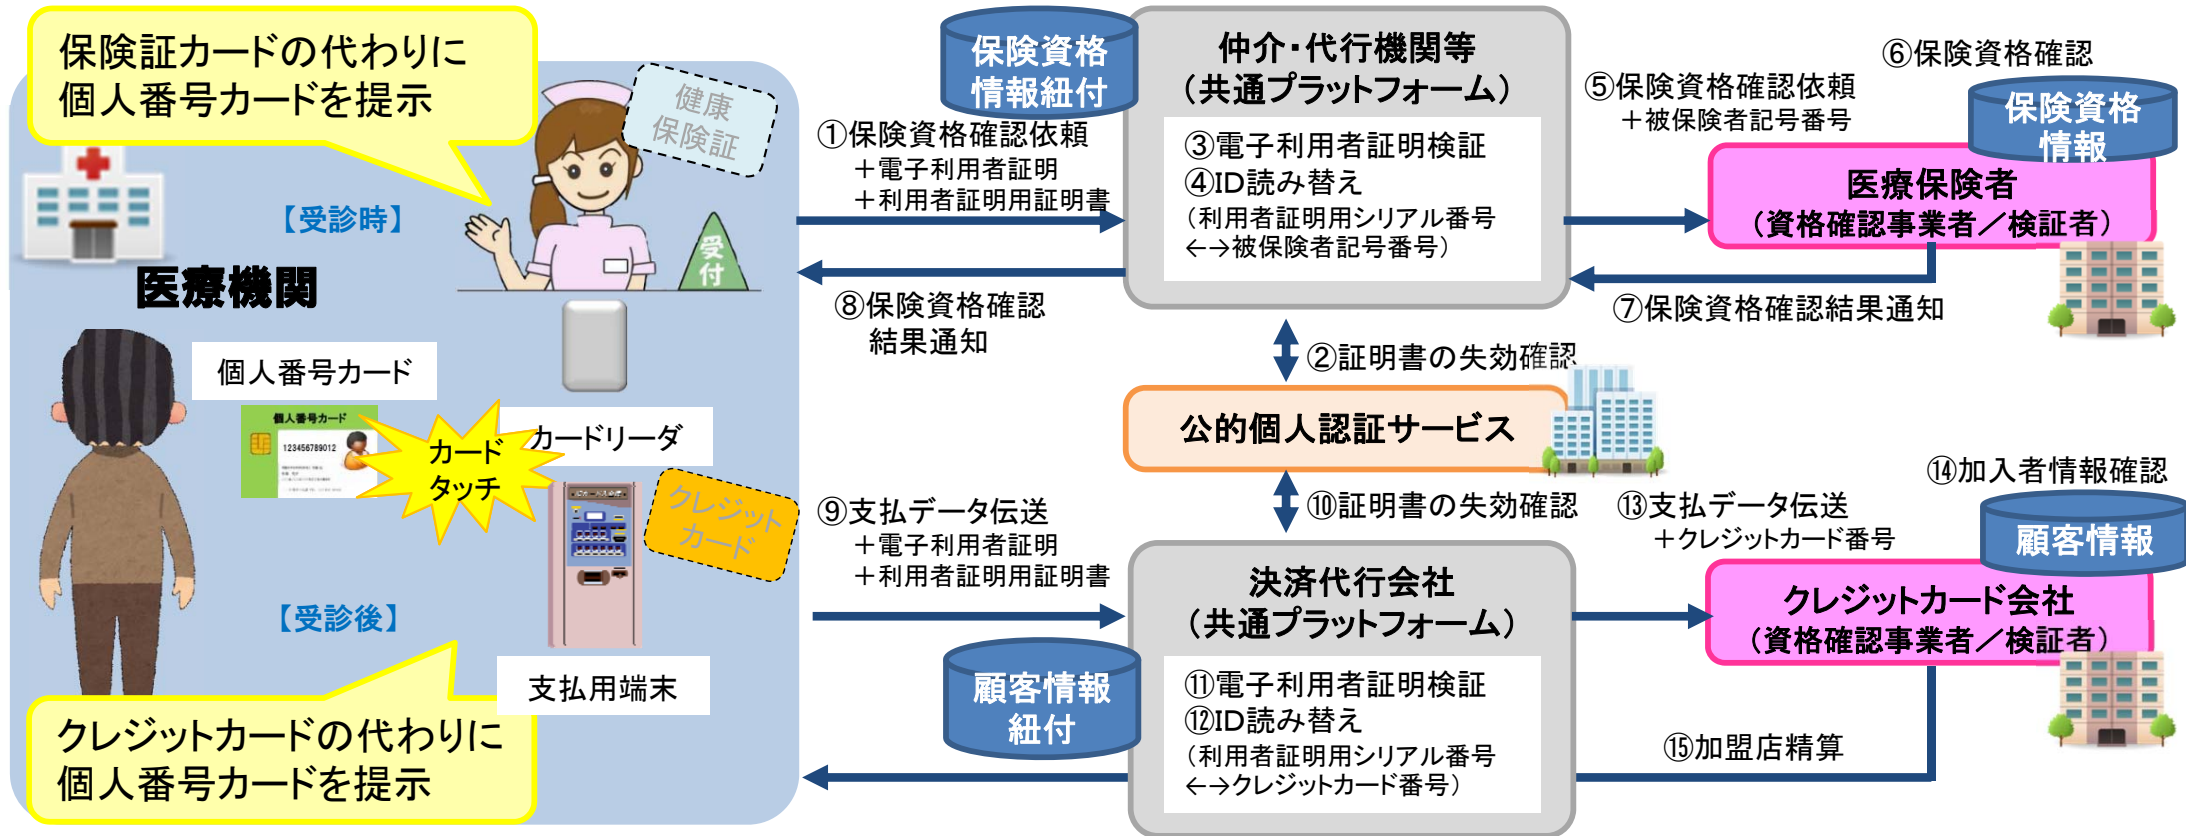 保険証カードの代わりに
個人番号カードを提示
健康
保険証
【受診時】
受付
医療機関
個人番号カード
個人番号カード
123456789012
カード
タッチ
カードリーダ
クレジット
カード
【受診後】
支払用端末
クレジットカードの代わりに
個人番号カードを提示
①保険資格確認依頼
+電子利用者証明
+利用者証明用証明書
⑧保険資格確認
結果通知
保険資格
情報紐付
仲介・代行機関等
(共通プラットフォーム)
③電子利用者証明検証
④ID読み替え
(利用者証明用シリアル番号
←→被保険者記号番号)
⑤保険資格確認依頼
+被保険者記号番号
⑥保険資格確認
保険資格
情報
医療保険者
(資格確認事業者/検証者)
⑦保険資格確認結果通知
②証明書の失効確認
公的個人認証サービス
⑩証明書の失効確認
⑨支払データ伝送
+電子利用者証明
+利用者証明用証明書
決済代行会社
(共通プラットフォーム)
顧客情報
紐付
⑪電子利用者証明検証
⑫ID読み替え
(利用者証明用シリアル番号
←→クレジットカード番号)
⑬支払データ伝送
+クレジットカード番号
⑭加入者情報確認
顧客情報
クレジットカード会社
(資格確認事業者/検証者)
⑮加盟店精算